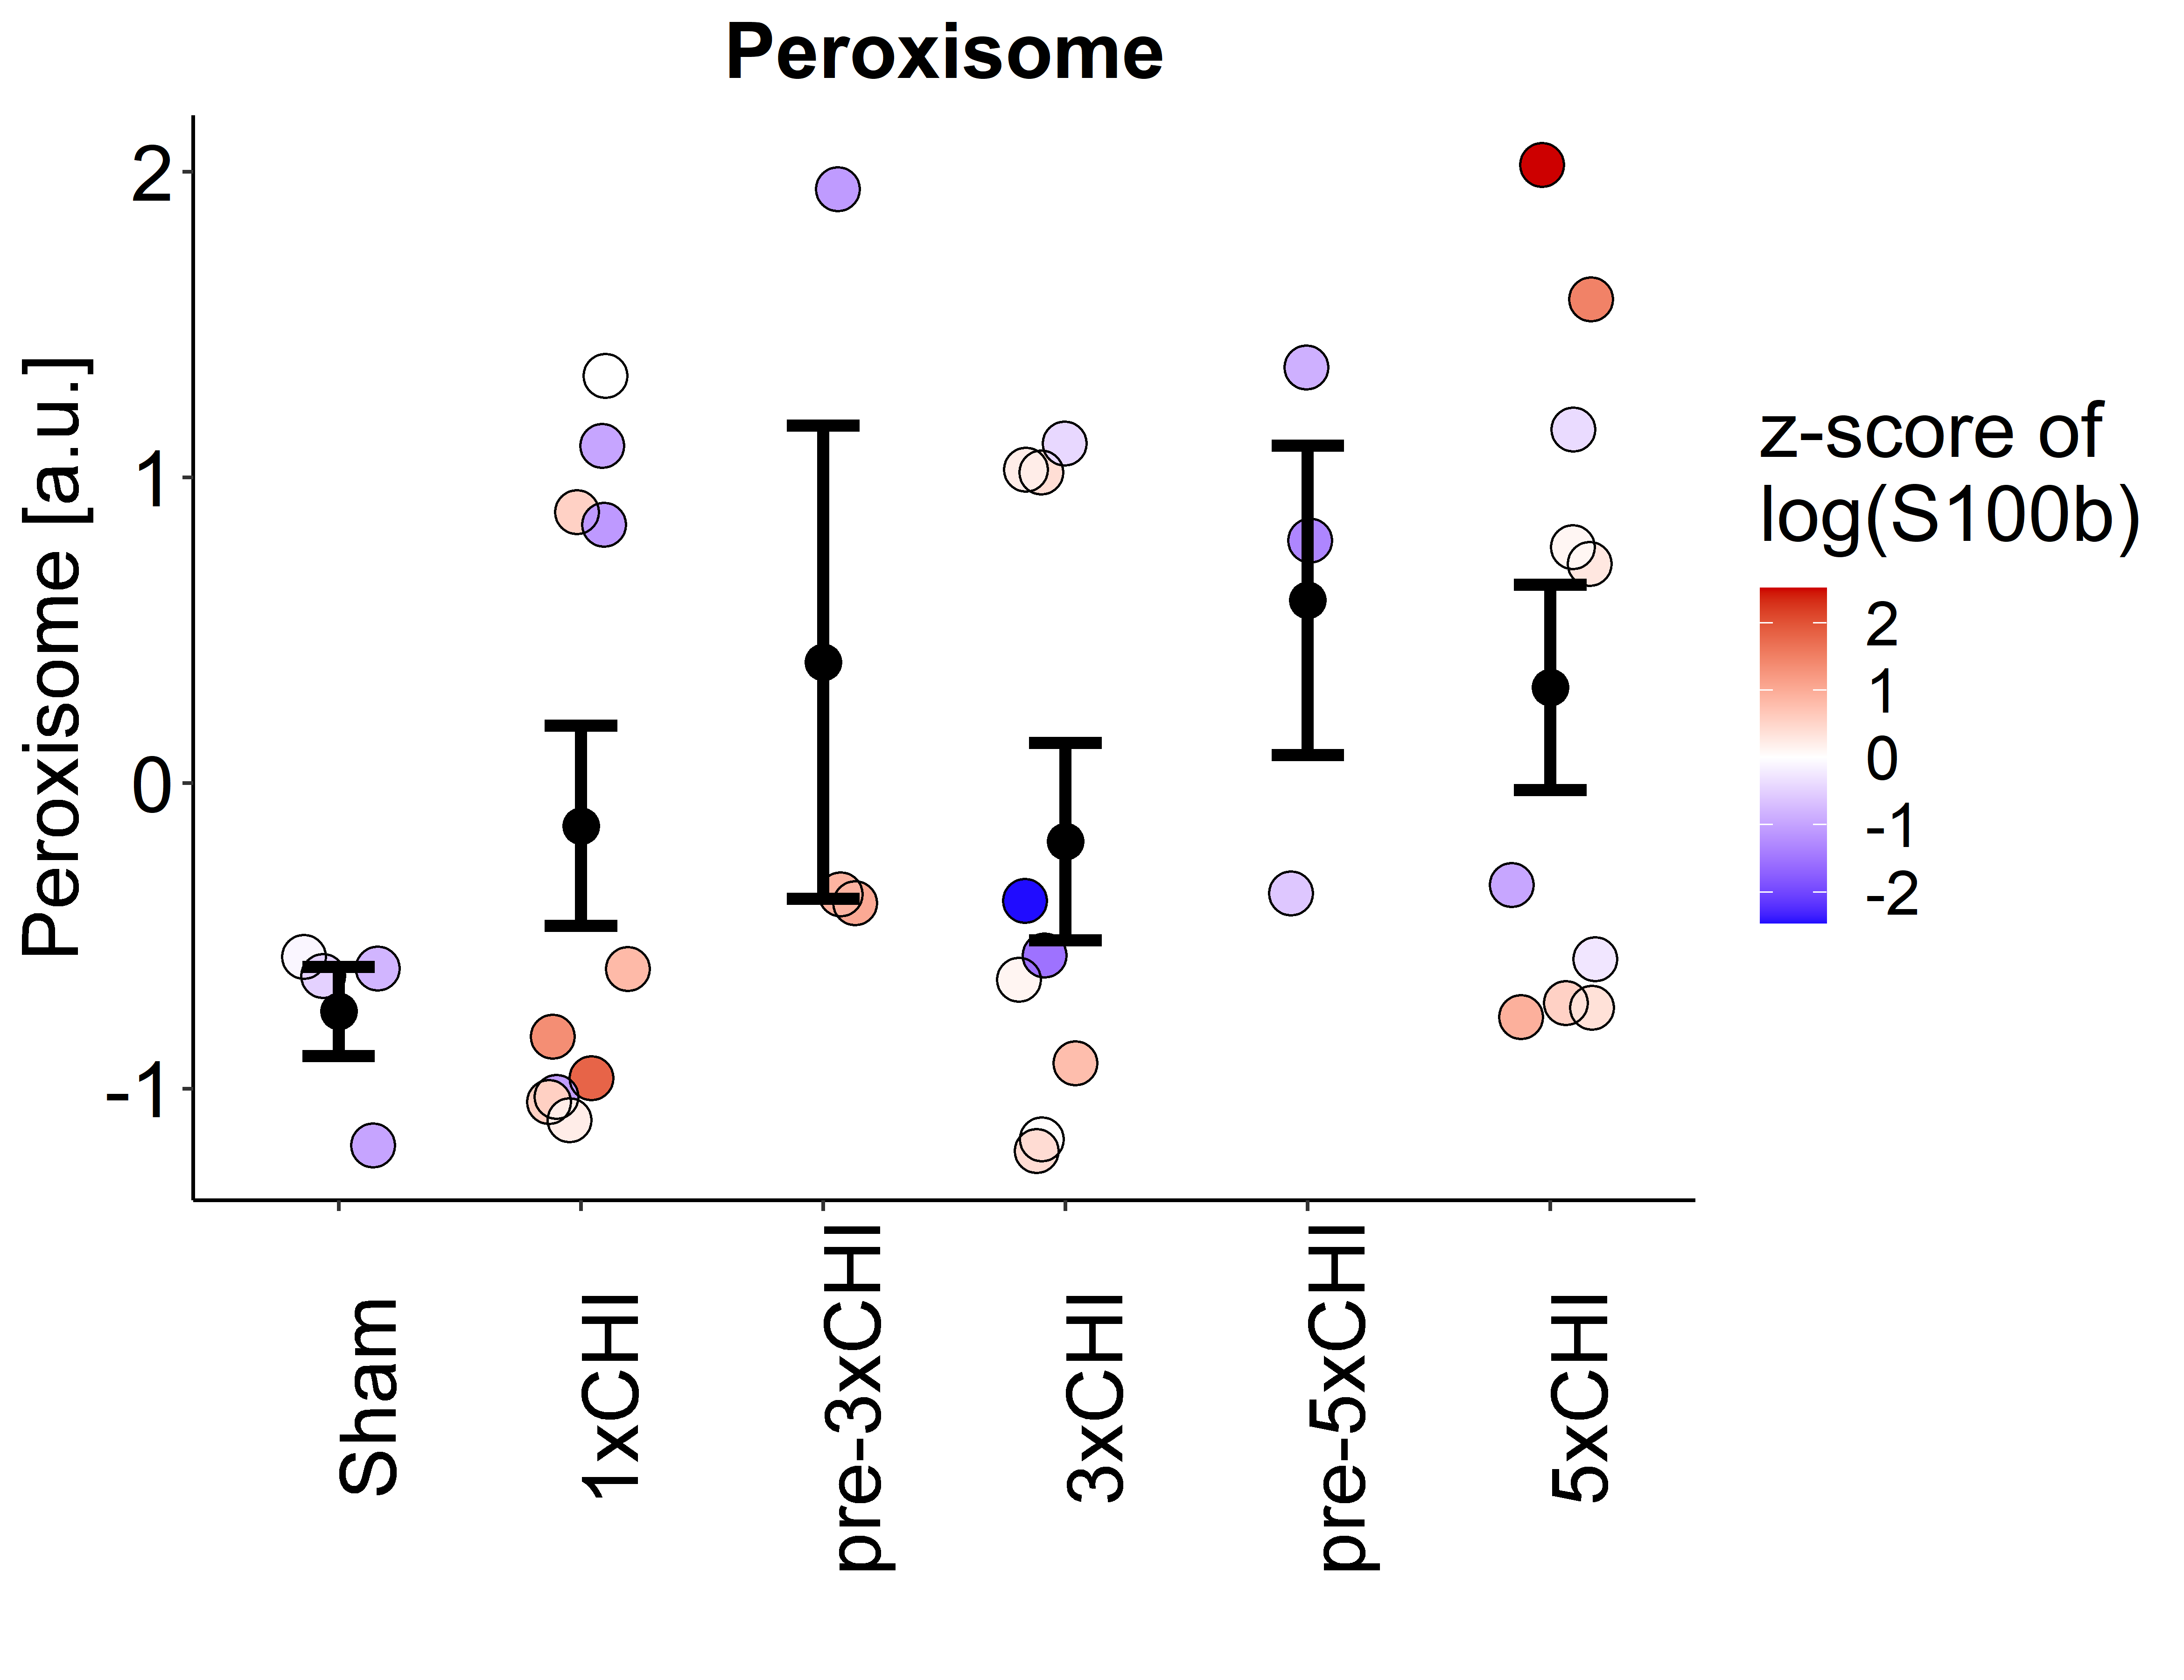 Peroxisome
Peroxisome [a.u.]
2
1
0
-1
Sham
1xCHI
pre-3xCHI
3xCHI
pre-5xCHI
5xCHI
z-score of
log(S100b)
2
1
0
-1
-2